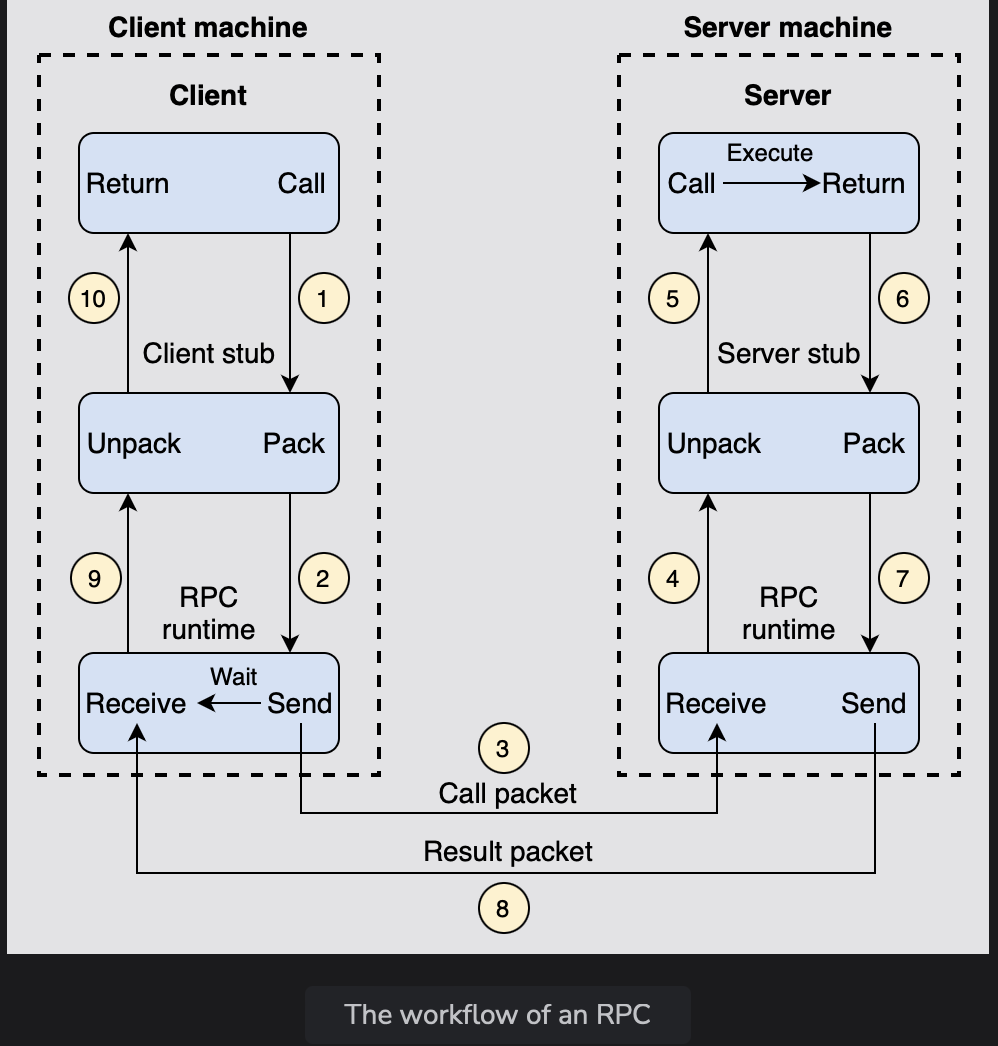 Client machine
Server machine
Client
Server
Return Call
Execute
Call Return
10
1
5
6
Client stub
Server stub
Unpack Pack
Unpack Pack
9
2
4
7
RPC
runtime
RPC
runtime
Wait
Receive Send
Receive Send
3
Call packet
Result packet
8
The workflow of an RPC